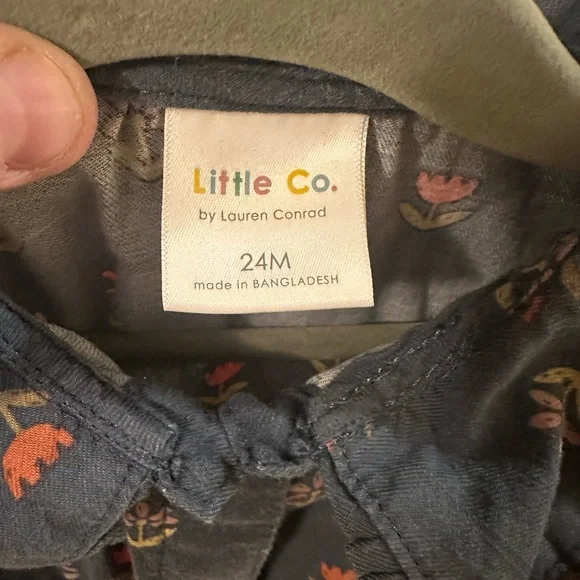 Little Co.
by Lauren Conrad
24M
made in BANGLADESH